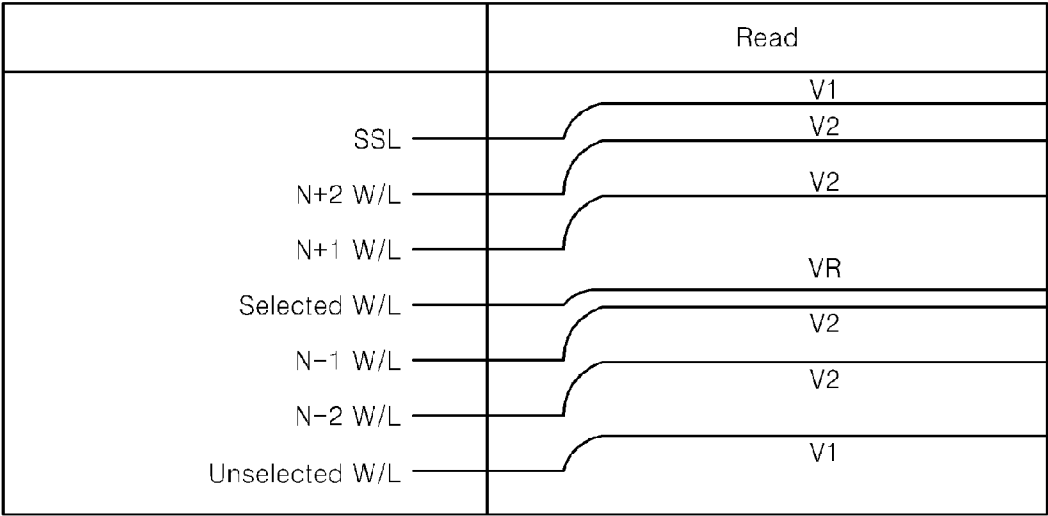 Read
V1
SSL
V2
N+2 W/L
V2
N+1 W/L
VR
Selected W/L
V2
N-1 W/L
V2
N-2 W/L
V1
Unselected W/L